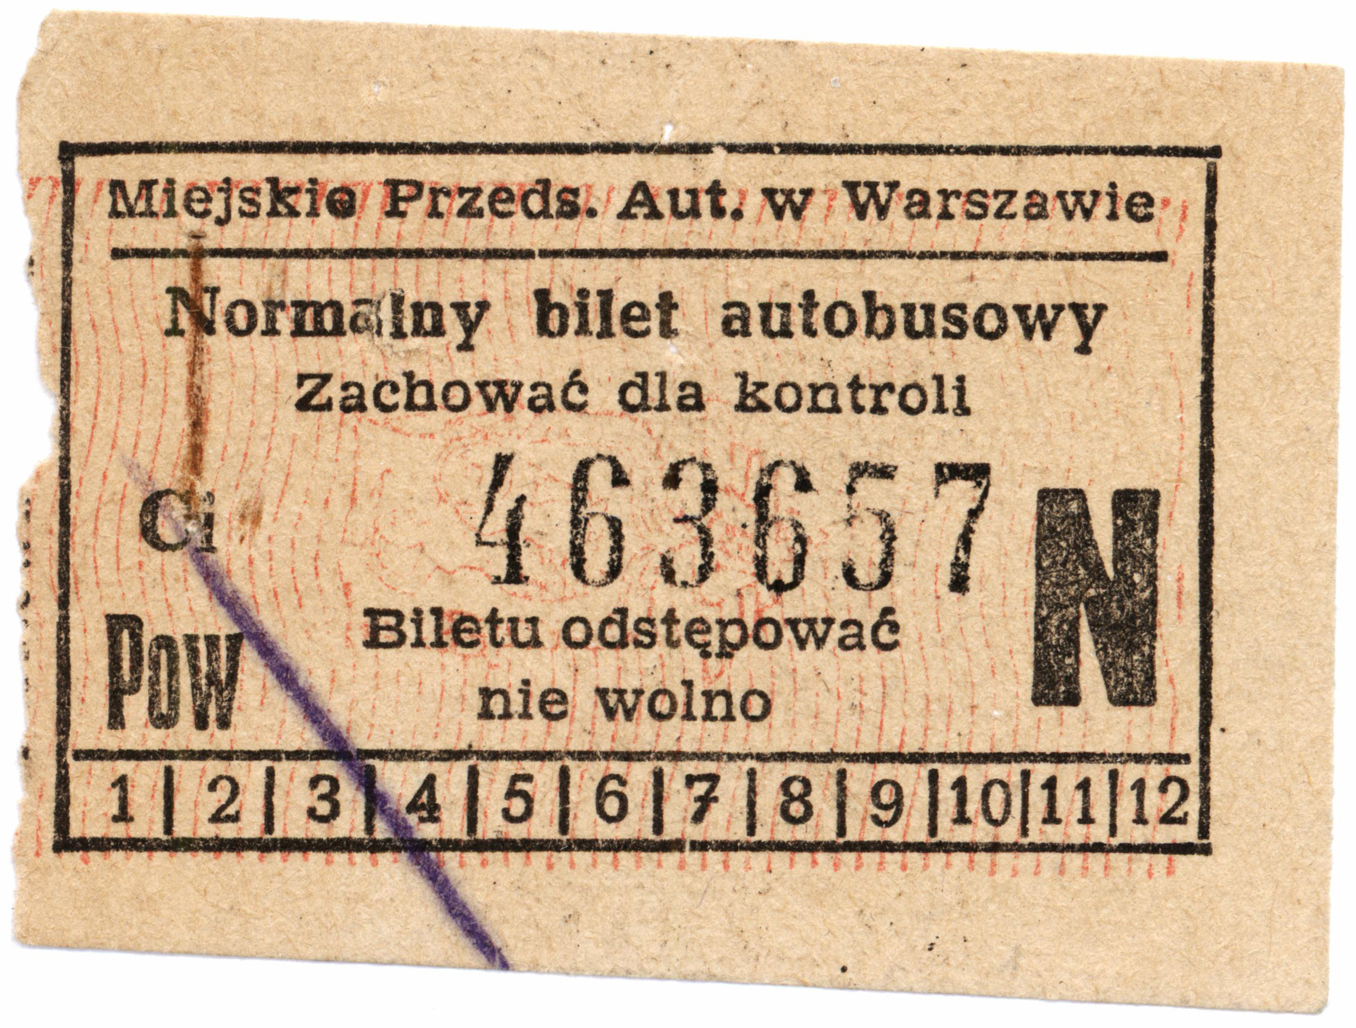 Miejskie Przeds. Aut. w Warszawie
Normalny bilet autobusowy
Zachować dla kontroli
Ci 463657 N
Biletu odstępować
Pow
nie wolno
1|2|3|4|5|6|7|8|9|10|11|12